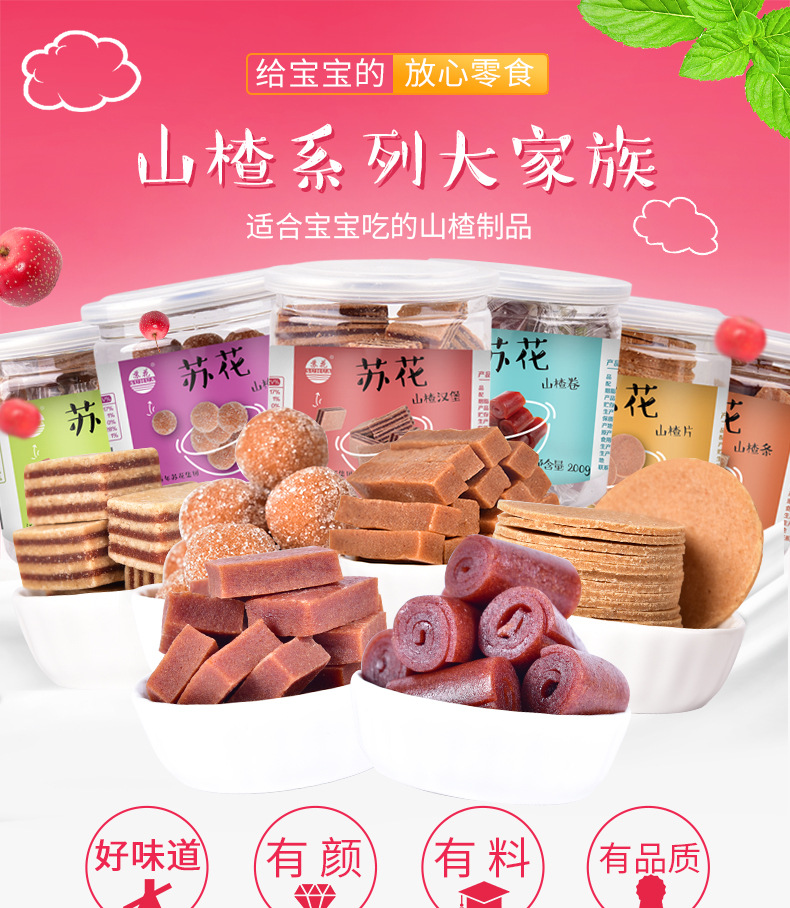 给宝宝的 放心零食
山楂系列大家族
适合宝宝吃的山楂制品
苏
苏花
苏花
山楂汉堡
苏花
山楂卷
200g
花
山楂片
山楂条
好味道
有颜
有料
有品质